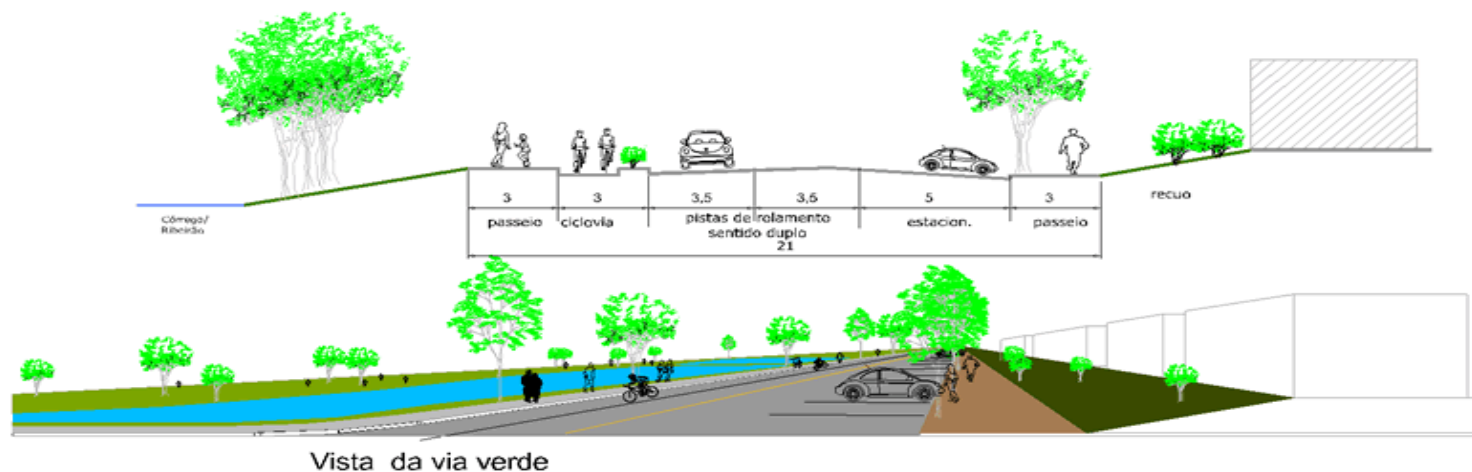 3 3 3,5 3,5 5 3
Córrego/
Ribeirão
passeio ciclovia pistas de rolamento estacion. passeio recuo
sentido duplo
21
Vista da via verde